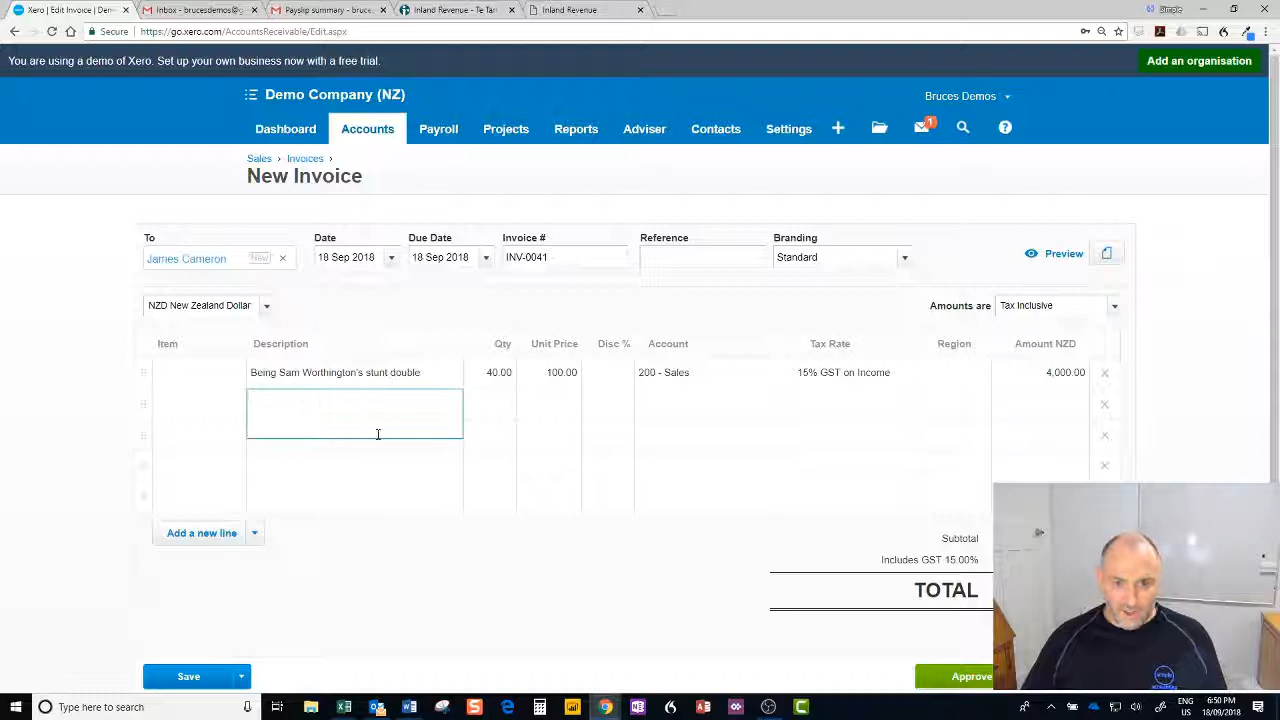 Xero | Edit Invoice | Dem
Inbox - brucesdemos@g
Payslip summary - bruce.
Inland Revenue - Te Tar
Inland Revenue
Simply
Secure
https://go.xero.com/AccountsReceivable/Edit.aspx
You are using a demo of Xero. Set up your own business now with a free trial.
Add an organisation
Demo Company (NZ)
Bruces Demos
Dashboard
Accounts
Payroll
Projects
Reports
Adviser
Contacts
Settings
1
Sales › Invoices ›
New Invoice
To
Date
Due Date
Invoice #
Reference
Branding
James Cameron
New
18 Sep 2018
18 Sep 2018
INV-0041
Standard
Preview
NZD New Zealand Dollar
Amounts are
Tax Inclusive
Item
Description
Qty
Unit Price
Disc %
Account
Tax Rate
Region
Amount NZD
Being Sam Worthington's stunt double
40.00
100.00
200 - Sales
15% GST on Income
4,000.00
Add a new line
Subtotal
Includes GST 15.00%
TOTAL
Save
Approve
simply
Type here to search
ENG
US
6:50 PM
18/09/2018